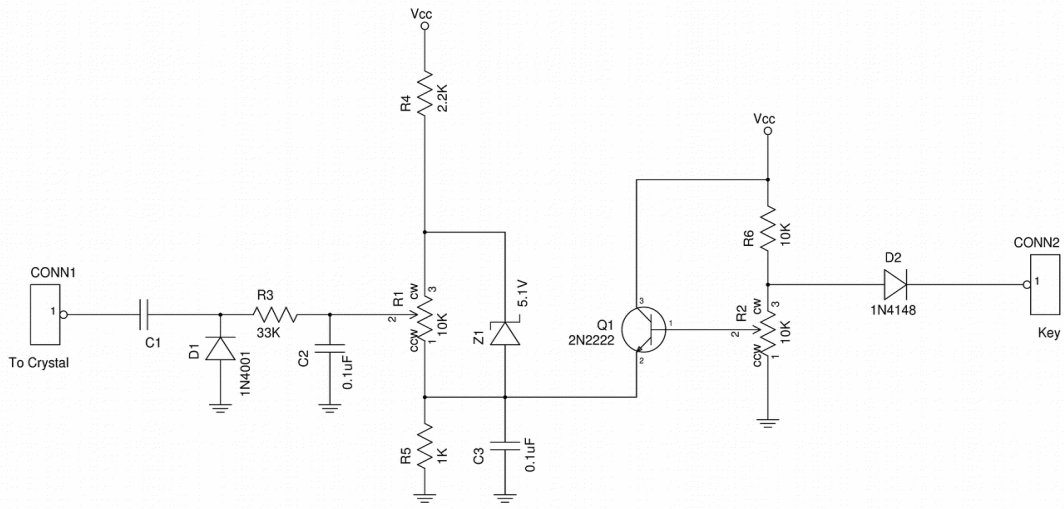 Vcc
R4
2.2K
Vcc
R6
10K
CONN1
1
To Crystal
C1
D1
1N4001
R3
33K
C2
0.1uF
R1
cw
3
2
10K
ccw
1
5.1V
Z1
R5
1K
C3
0.1uF
Q1
2N2222
3
1
2
R2
cw
3
2
10K
ccw
1
D2
1N4148
CONN2
1
Key